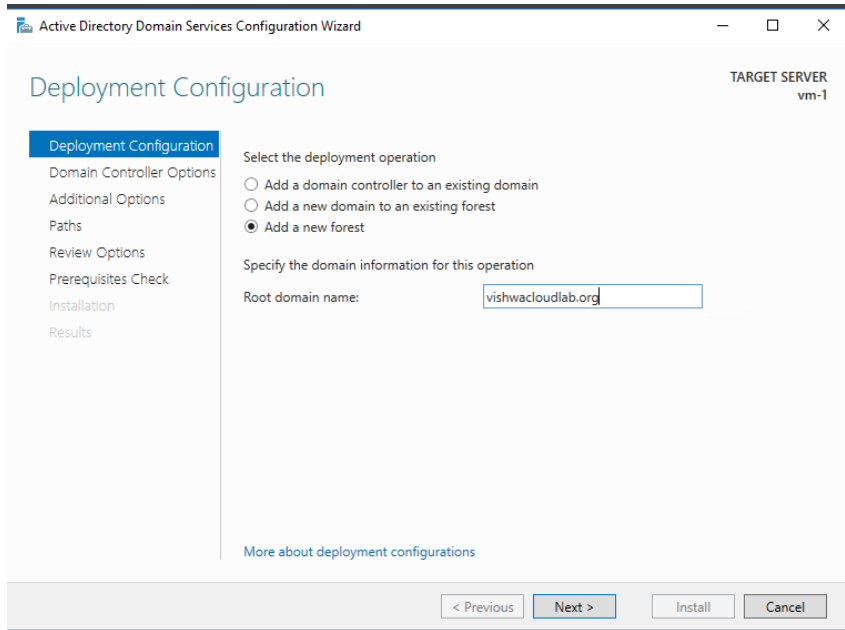 Active Directory Domain Services Configuration Wizard
Deployment Configuration
TARGET SERVER
vm-1
Deployment Configuration
Domain Controller Options
Additional Options
Paths
Review Options
Prerequisites Check
Installation
Results
Select the deployment operation
Add a domain controller to an existing domain
Add a new domain to an existing forest
Add a new forest
Specify the domain information for this operation
Root domain name: vishwacloudlab.org
More about deployment configurations
< Previous Next > Install Cancel